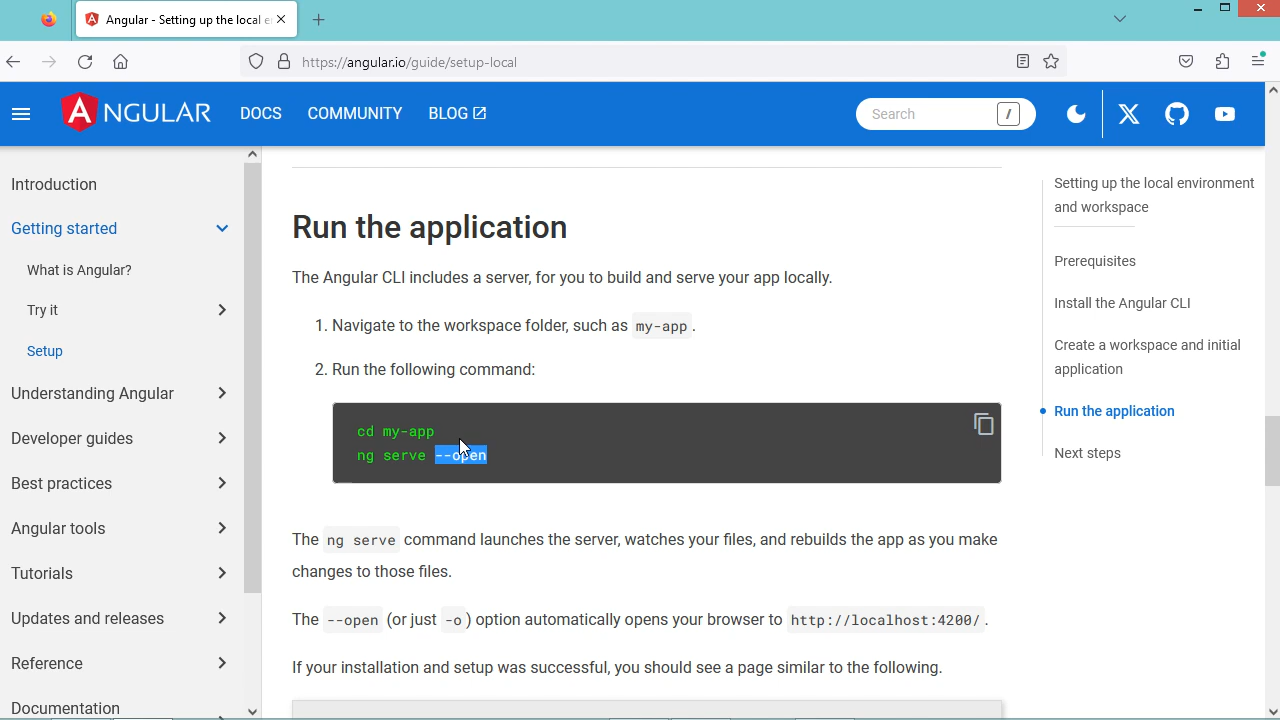 Angular - Setting up the local e
https://angular.io/guide/setup-local
ANGULAR
DOCS
COMMUNITY
BLOG
Search
/
Introduction
Getting started
What is Angular?
Try it
Setup
Understanding Angular
Developer guides
Best practices
Angular tools
Tutorials
Updates and releases
Reference
Documentation
Run the application
The Angular CLI includes a server, for you to build and serve your app locally.
1. Navigate to the workspace folder, such as my-app.
2. Run the following command:
cd my-app
ng serve --open
The ng serve command launches the server, watches your files, and rebuilds the app as you make
changes to those files.
The --open (or just -o) option automatically opens your browser to http://localhost:4200/.
If your installation and setup was successful, you should see a page similar to the following.
Setting up the local environment
and workspace
Prerequisites
Install the Angular CLI
Create a workspace and initial
application
Run the application
Next steps